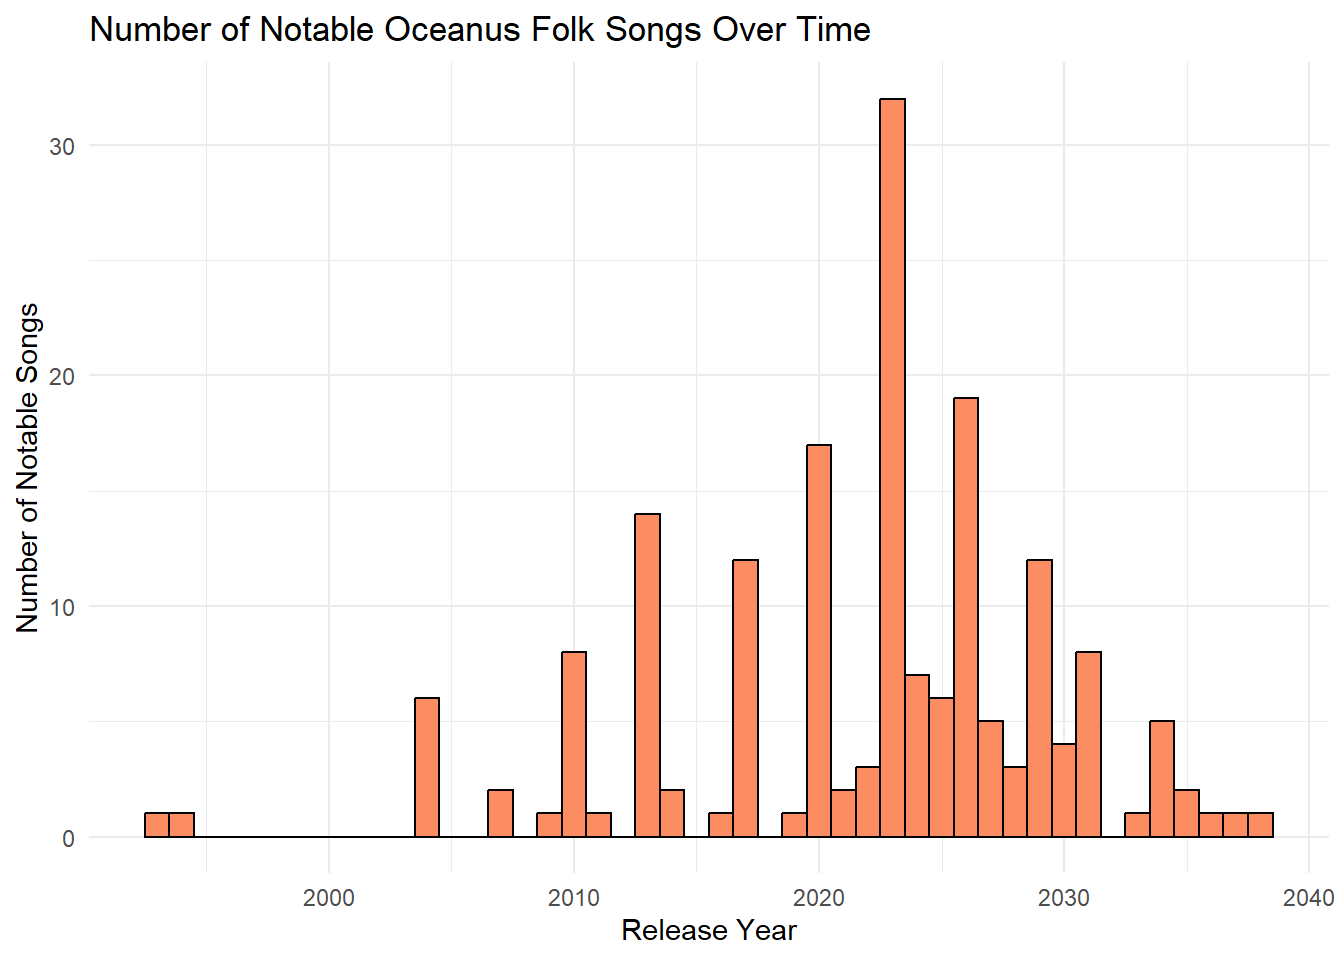 Number of Notable Oceanus Folk Songs Over Time
Number of Notable Songs
30
20
10
0
2000 2010 2020 2030 2040
Release Year